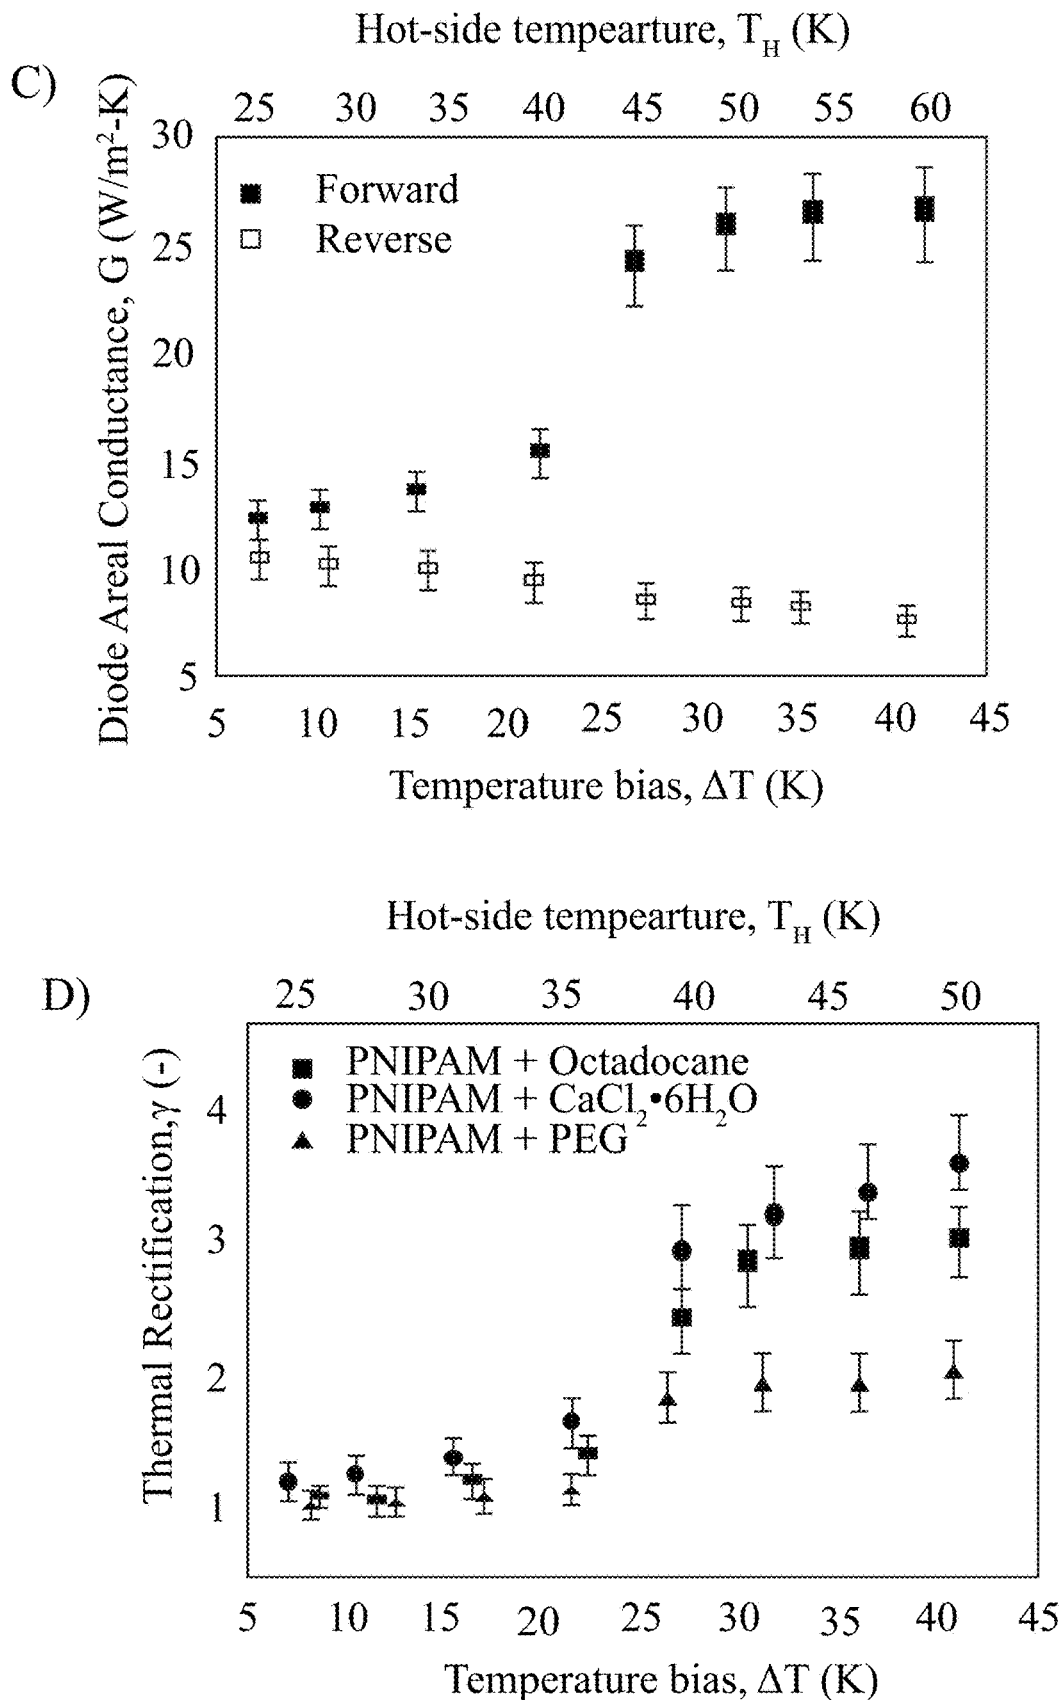 Hot-side tempearture, T_H (K)
C)
25 30 35 40 45 50 55 60
Diode Areal Conductance, G (W/m²-K)
30
25
20
15
10
5
Forward
Reverse
5 10 15 20 25 30 35 40 45
Temperature bias, ΔT (K)
Hot-side tempearture, T_H (K)
D)
25 30 35 40 45 50
Thermal Rectification,γ (-)
4
3
2
1
PNIPAM + Octadocane
PNIPAM + CaCl₂•6H₂O
PNIPAM + PEG
5 10 15 20 25 30 35 40 45
Temperature bias, ΔT (K)